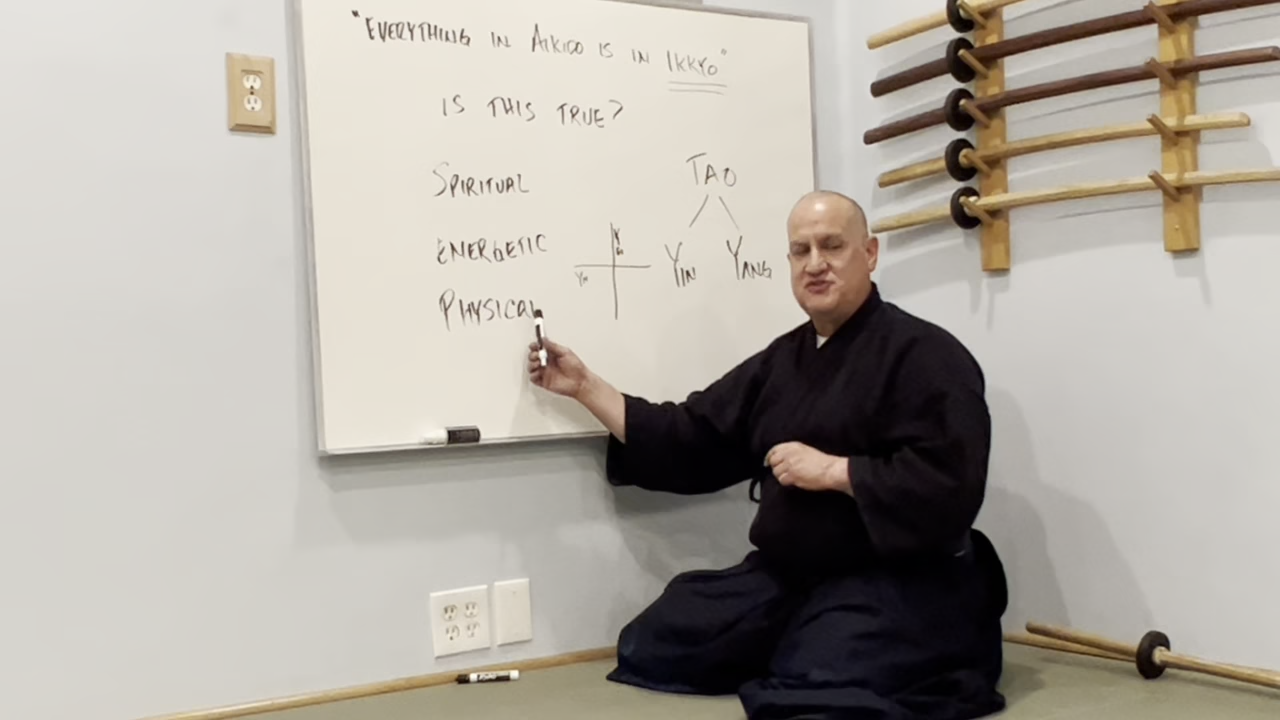 "EVERYTHING IN AIKIDO IS IN IKKYO"
IS THIS TRUE?
SPIRITUAL
TAO
ENERGETIC
YIN YANG
PHYSICAL